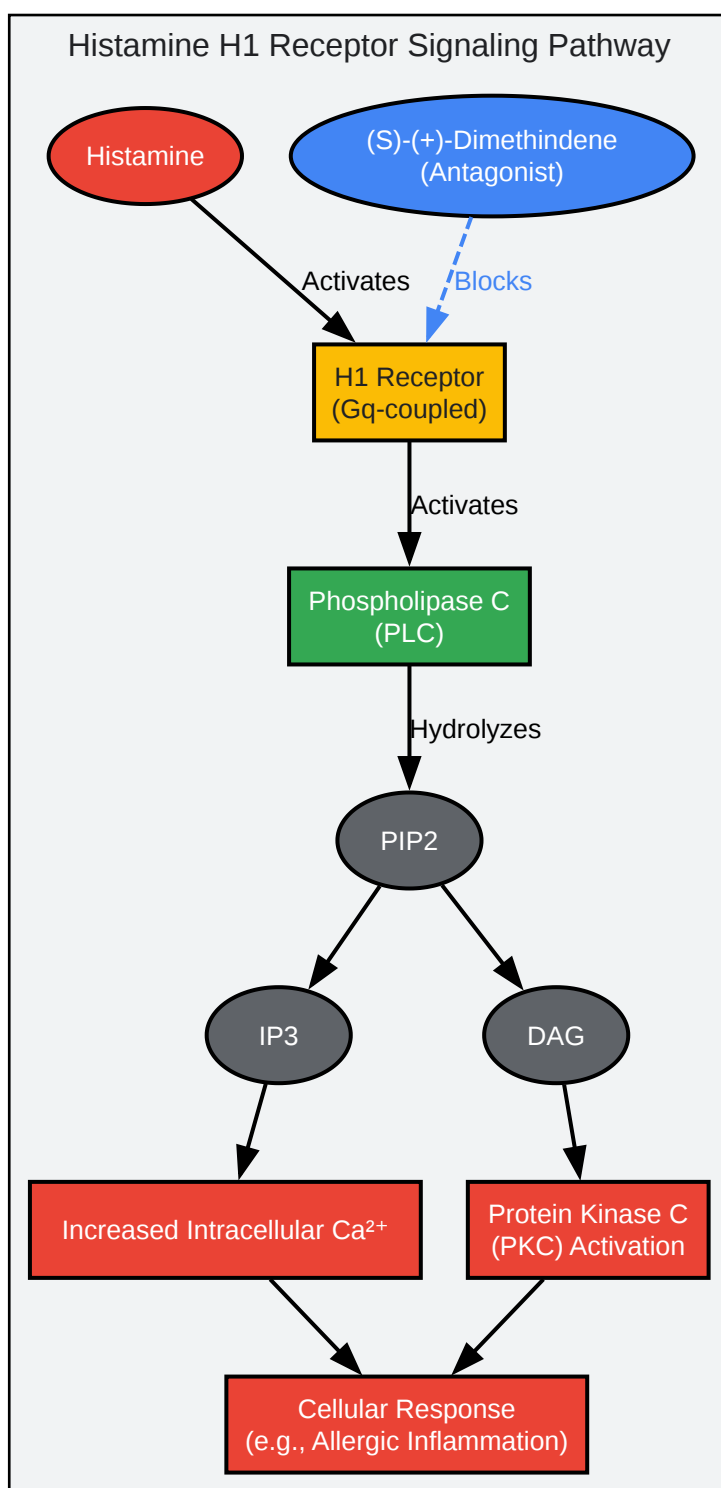 Histamine H1 Receptor Signaling Pathway
Histamine
(S)-(+)-Dimethindene
(Antagonist)
Activates
Blocks
H1 Receptor
(Gq-coupled)
Activates
Phospholipase C
(PLC)
Hydrolyzes
PIP2
IP3
DAG
Increased Intracellular Ca²⁺
Protein Kinase C
(PKC) Activation
Cellular Response
(e.g., Allergic Inflammation)